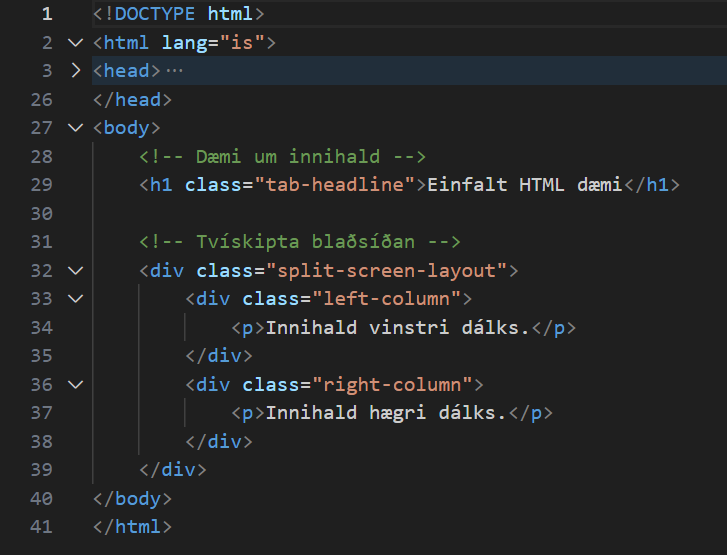 1 <!DOCTYPE html>
2 <html lang="is">
3 <head>···
26 </head>
27 <body>
28 <!-- Dæmi um innihald -->
29 <h1 class="tab-headline">Einfalt HTML dæmi</h1>
30
31 <!-- Tvískipta blaðsíðan -->
32 <div class="split-screen-layout">
33 <div class="left-column">
34 <p>Innihald vinstri dálks.</p>
35 </div>
36 <div class="right-column">
37 <p>Innihald hægri dálks.</p>
38 </div>
39 </div>
40 </body>
41 </html>